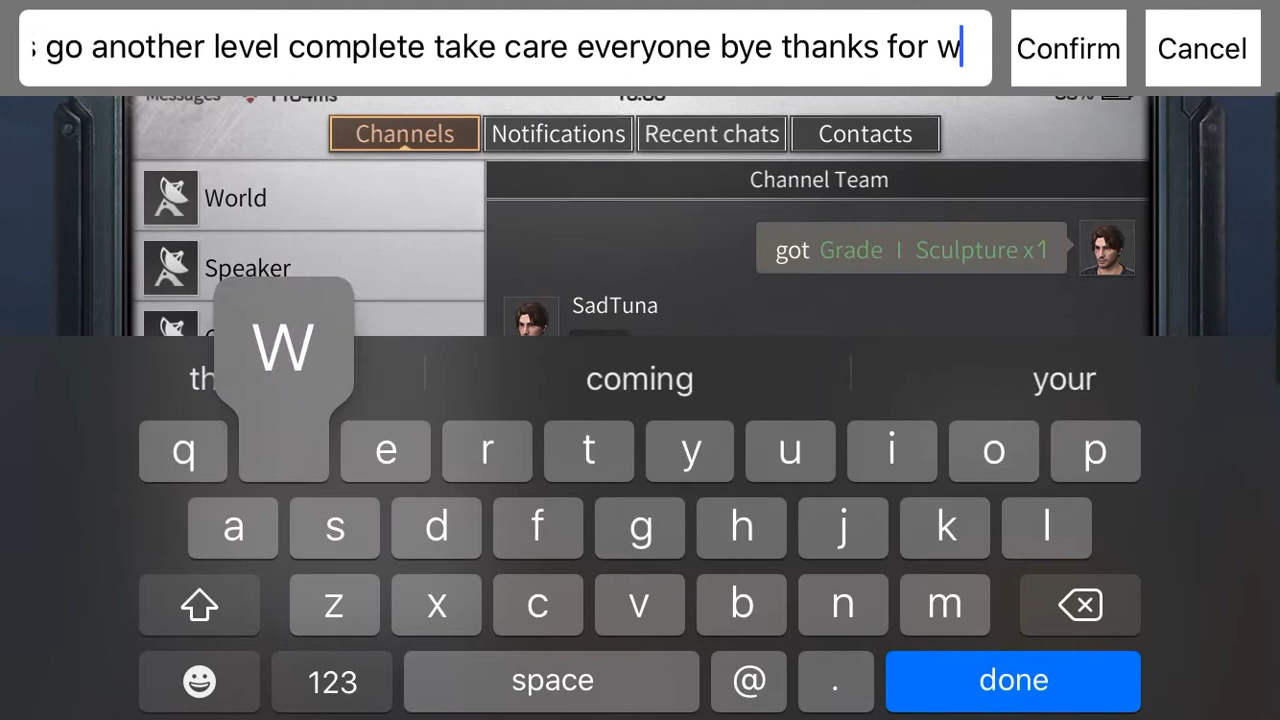 go another level complete take care everyone bye thanks for w
Confirm
Cancel
Channels
Notifications
Recent chats
Contacts
World
Channel Team
got Grade I Sculpture x1
Speaker
SadTuna
W
th
coming
your
q e r t y u i o p
a s d f g h j k l
z x c v b n m
123
space
@
.
done